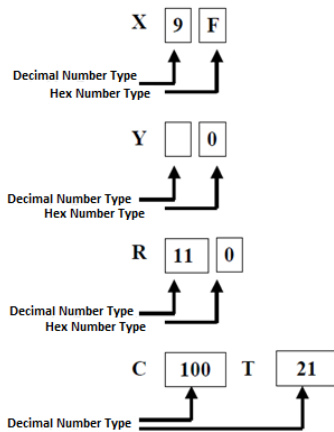 X 9 F
Decimal Number Type
Hex Number Type
Y 0
Decimal Number Type
Hex Number Type
R 11 0
Decimal Number Type
Hex Number Type
C 100 T 21
Decimal Number Type